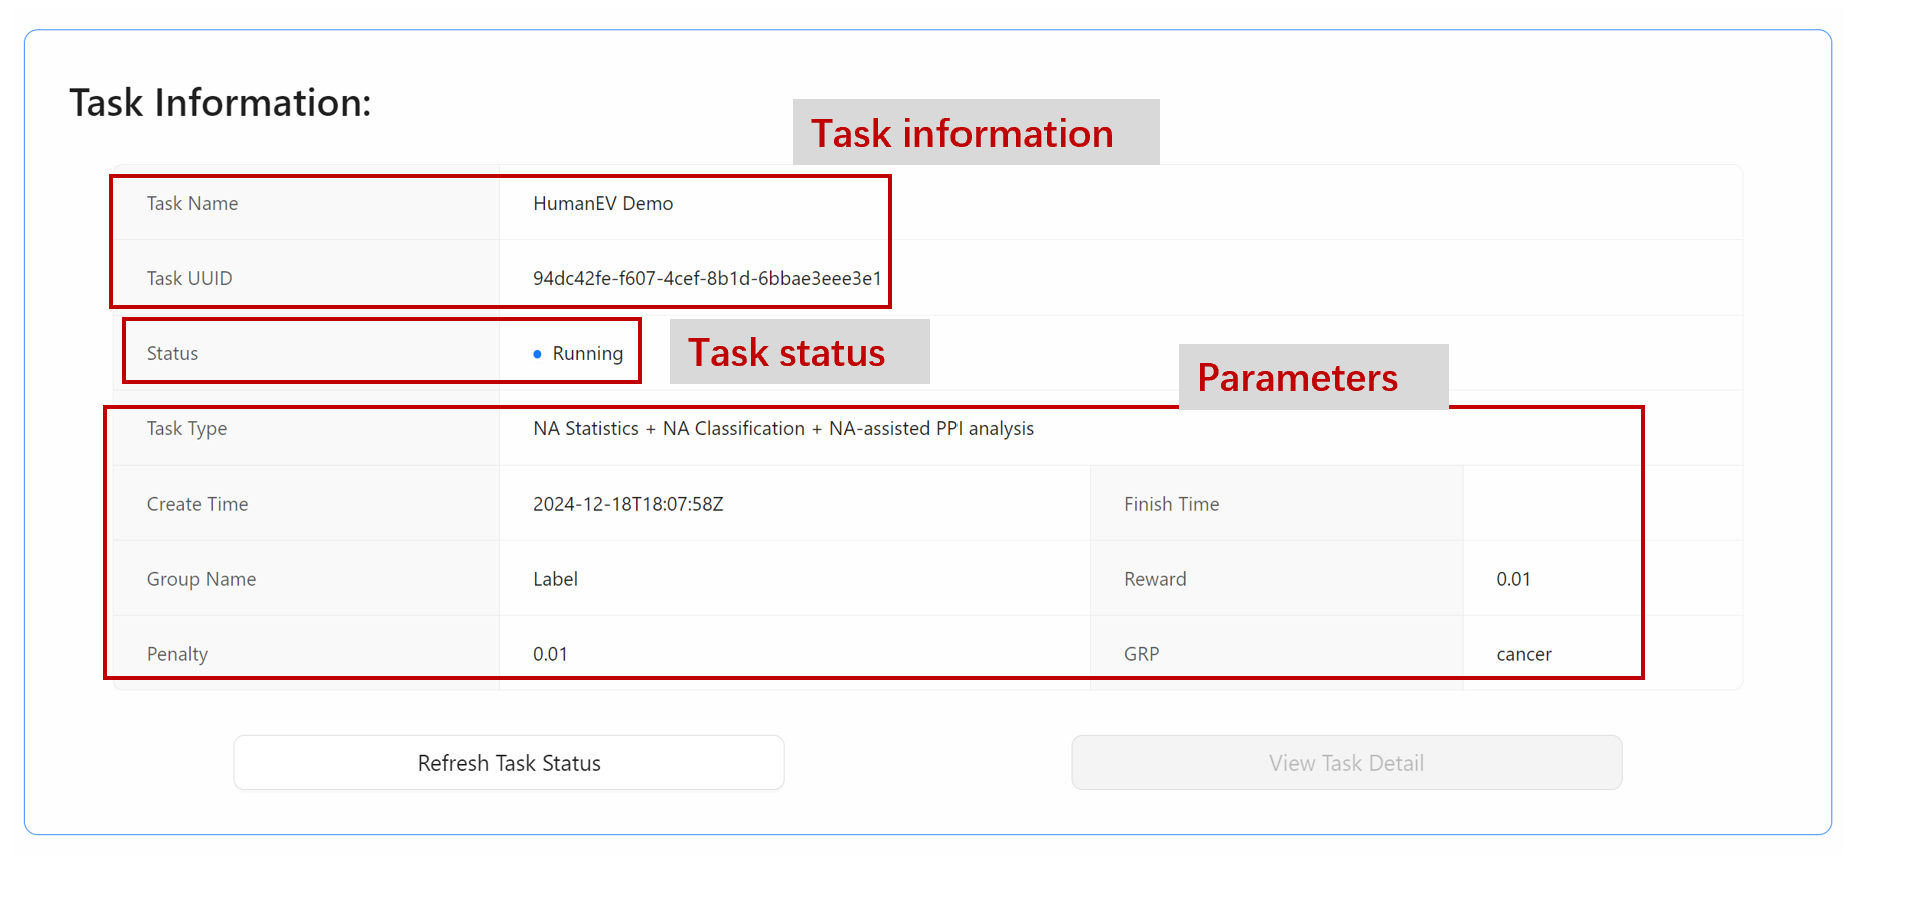 Task Information:
Task information
Task Name HumanEV Demo
Task UUID 94dc42fe-f607-4cef-8b1d-6bbae3eee3e1
Status Running
Task status
Parameters
Task Type NA Statistics + NA Classification + NA-assisted PPI analysis
Create Time 2024-12-18T18:07:58Z Finish Time
Group Name Label Reward 0.01
Penalty 0.01 GRP cancer
Refresh Task Status View Task Detail